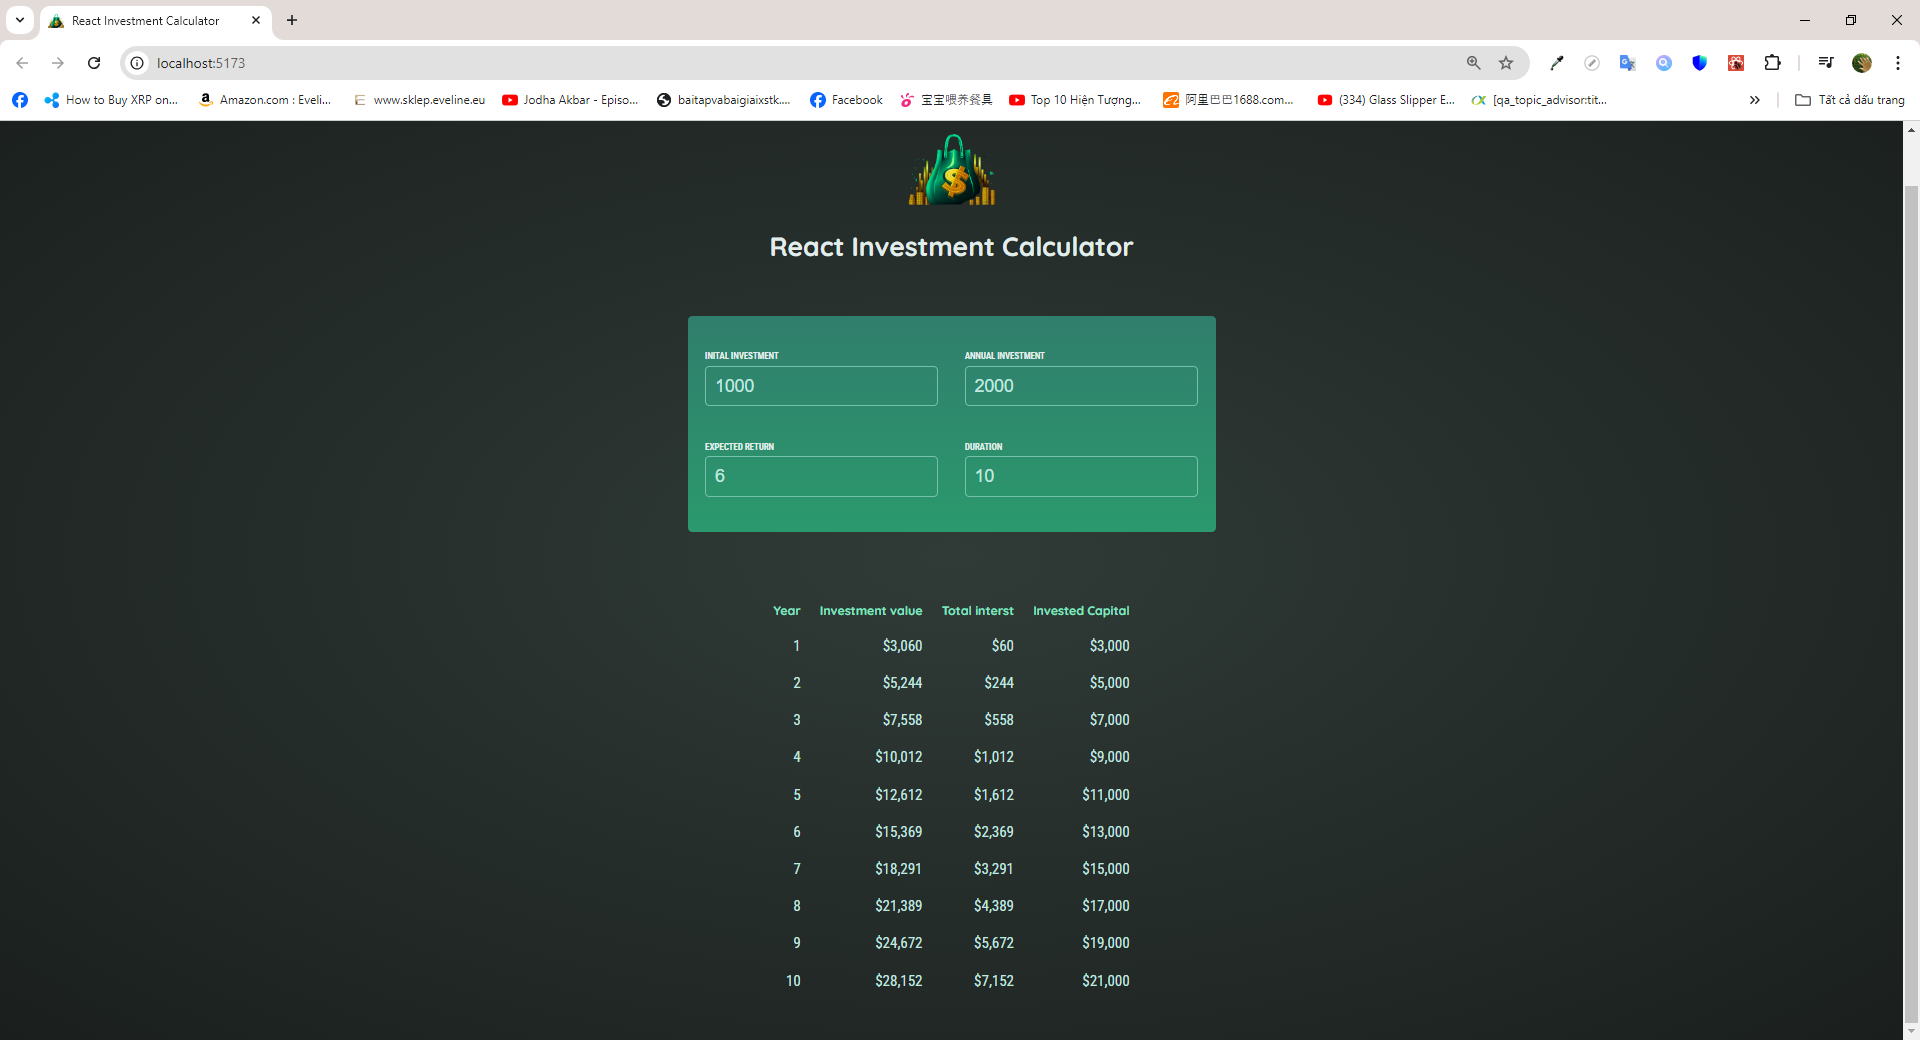 React Investment Calculator
localhost:5173
How to Buy XRP on...
Amazon.com : Eveli...
www.sklep.eveline.eu
Jodha Akbar - Episo...
baitapvabaigiaixstk....
Facebook
宝宝喂养餐具
Top 10 Hiện Tượng...
阿里巴巴1688.com...
(334) Glass Slipper E...
[qa_topic_advisor:tit...
Tất cả dấu trang
$
React Investment Calculator
INITAL INVESTMENT ANNUAL INVESTMENT
1000 2000
EXPECTED RETURN DURATION
6 10
Year Investment value Total interst Invested Capital
1 $3,060 $60 $3,000
2 $5,244 $244 $5,000
3 $7,558 $558 $7,000
4 $10,012 $1,012 $9,000
5 $12,612 $1,612 $11,000
6 $15,369 $2,369 $13,000
7 $18,291 $3,291 $15,000
8 $21,389 $4,389 $17,000
9 $24,672 $5,672 $19,000
10 $28,152 $7,152 $21,000